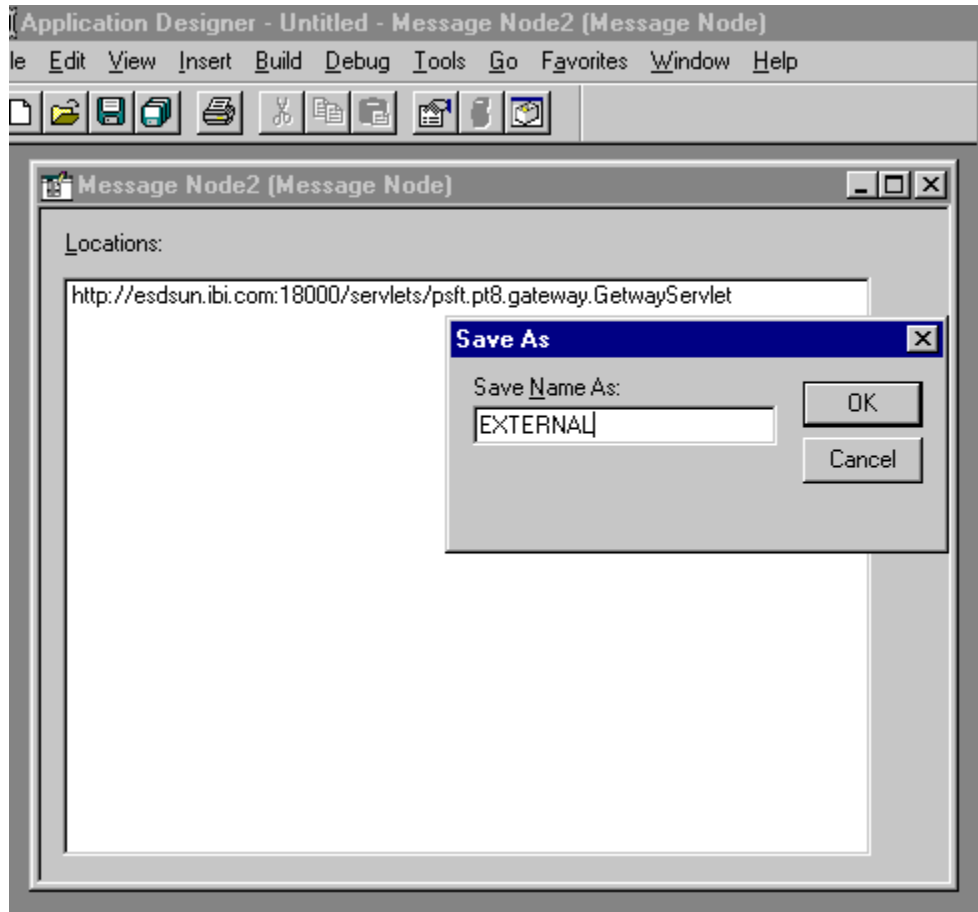 Application Designer - Untitled - Message Node2 (Message Node)
le Edit View Insert Build Debug Tools Go Favorites Window Help
Message Node2 (Message Node)
Locations:
http://esdsun.ibi.com:18000/servlets/psft.pt8.gateway.GetwayServlet
Save As
Save Name As:
OK
EXTERNAL
Cancel